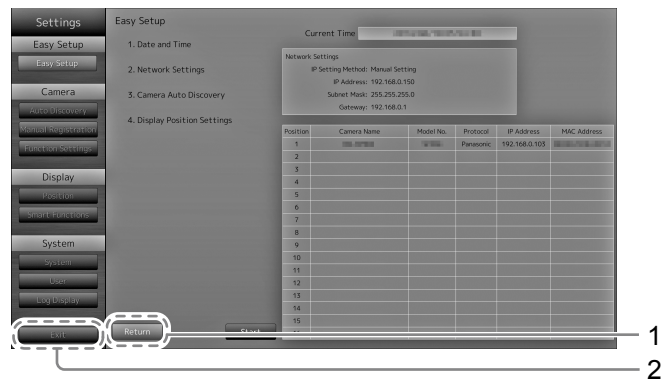 Settings
Easy Setup
Easy Setup
Camera
Auto Discovery
Manual Registration
Function Settings
Display
Position
Smart Functions
System
System
User
Log Display
Exit
Easy Setup
1. Date and Time
2. Network Settings
3. Camera Auto Discovery
4. Display Position Settings
Return
Start
Current Time
Network Settings
IP Setting Method: Manual Setting
IP Address: 192.168.0.150
Subnet Mask: 255.255.255.0
Gateway: 192.168.0.1
Position Camera Name Model No. Protocol IP Address MAC Address
1 Panasonic 192.168.0.103
2
3
4
5
6
7
8
9
10
11
12
13
14
15
1
2